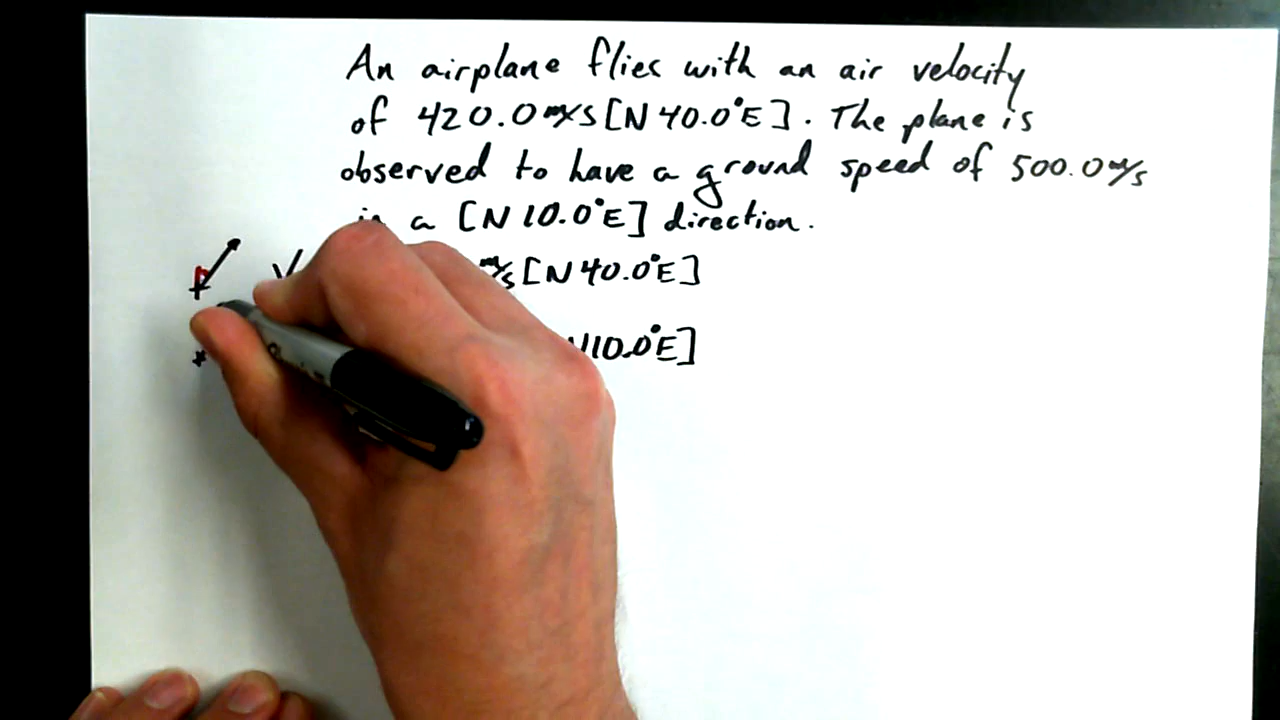 An airplane flies with an air velocity
of 420.0 m/s [N 40.0°E]. The plane is
observed to have a ground speed of 500.0 m/s
in a [N 10.0°E] direction.
V m/s [N 40.0°E]
N10.0°E]